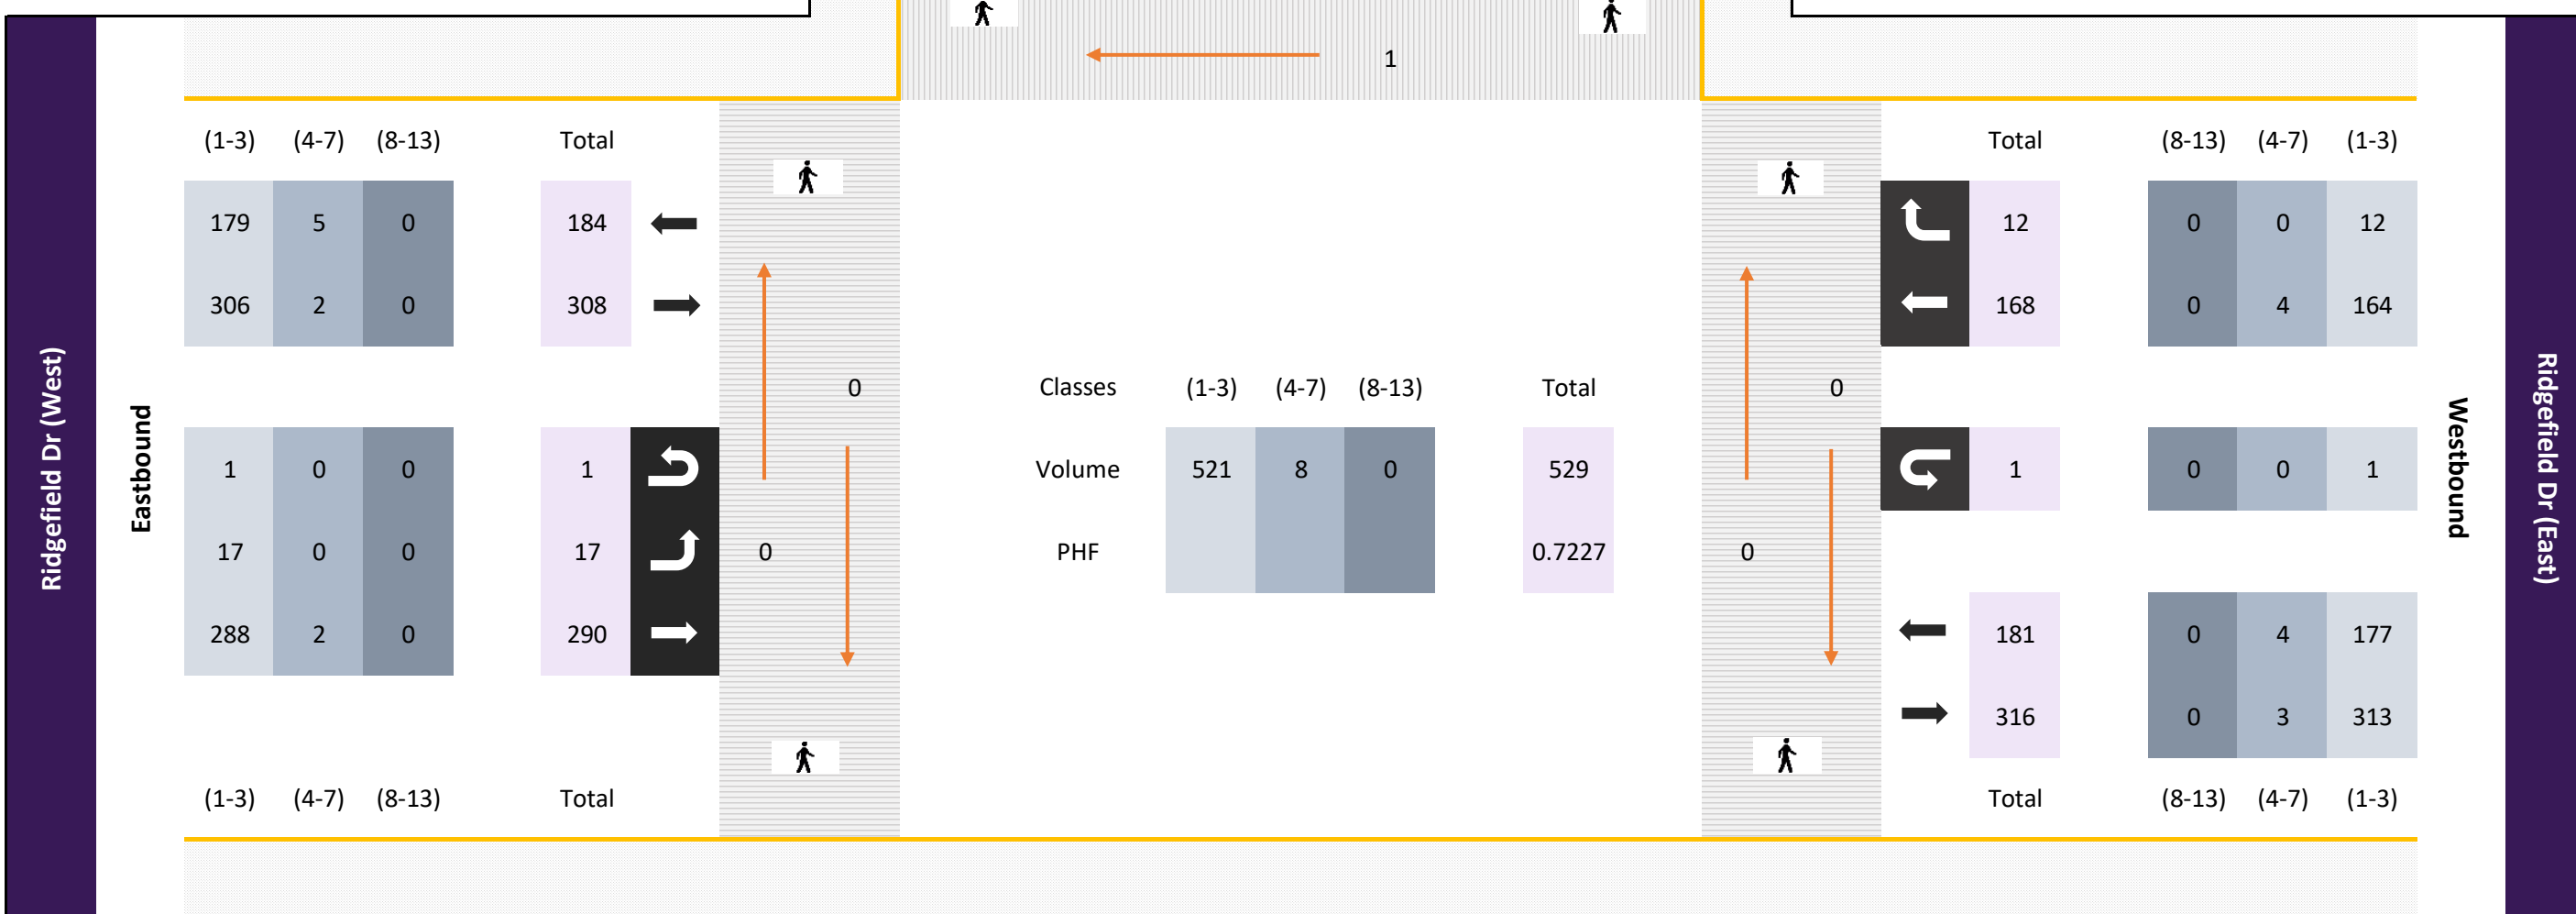 1
(1-3) (4-7) (8-13) Total
Total (8-13) (4-7) (1-3)
179 5 0 184
12 0 0 12
306 2 0 308
168 0 4 164
Ridgefield Dr (West)
Eastbound
0
Classes (1-3) (4-7) (8-13) Total
0
Westbound
Ridgefield Dr (East)
1 0 0 1
Volume 521 8 0 529
1 0 0 1
17 0 0 17
0
PHF 0.7227
0
288 2 0 290
181 0 4 177
316 0 3 313
(1-3) (4-7) (8-13) Total
Total (8-13) (4-7) (1-3)